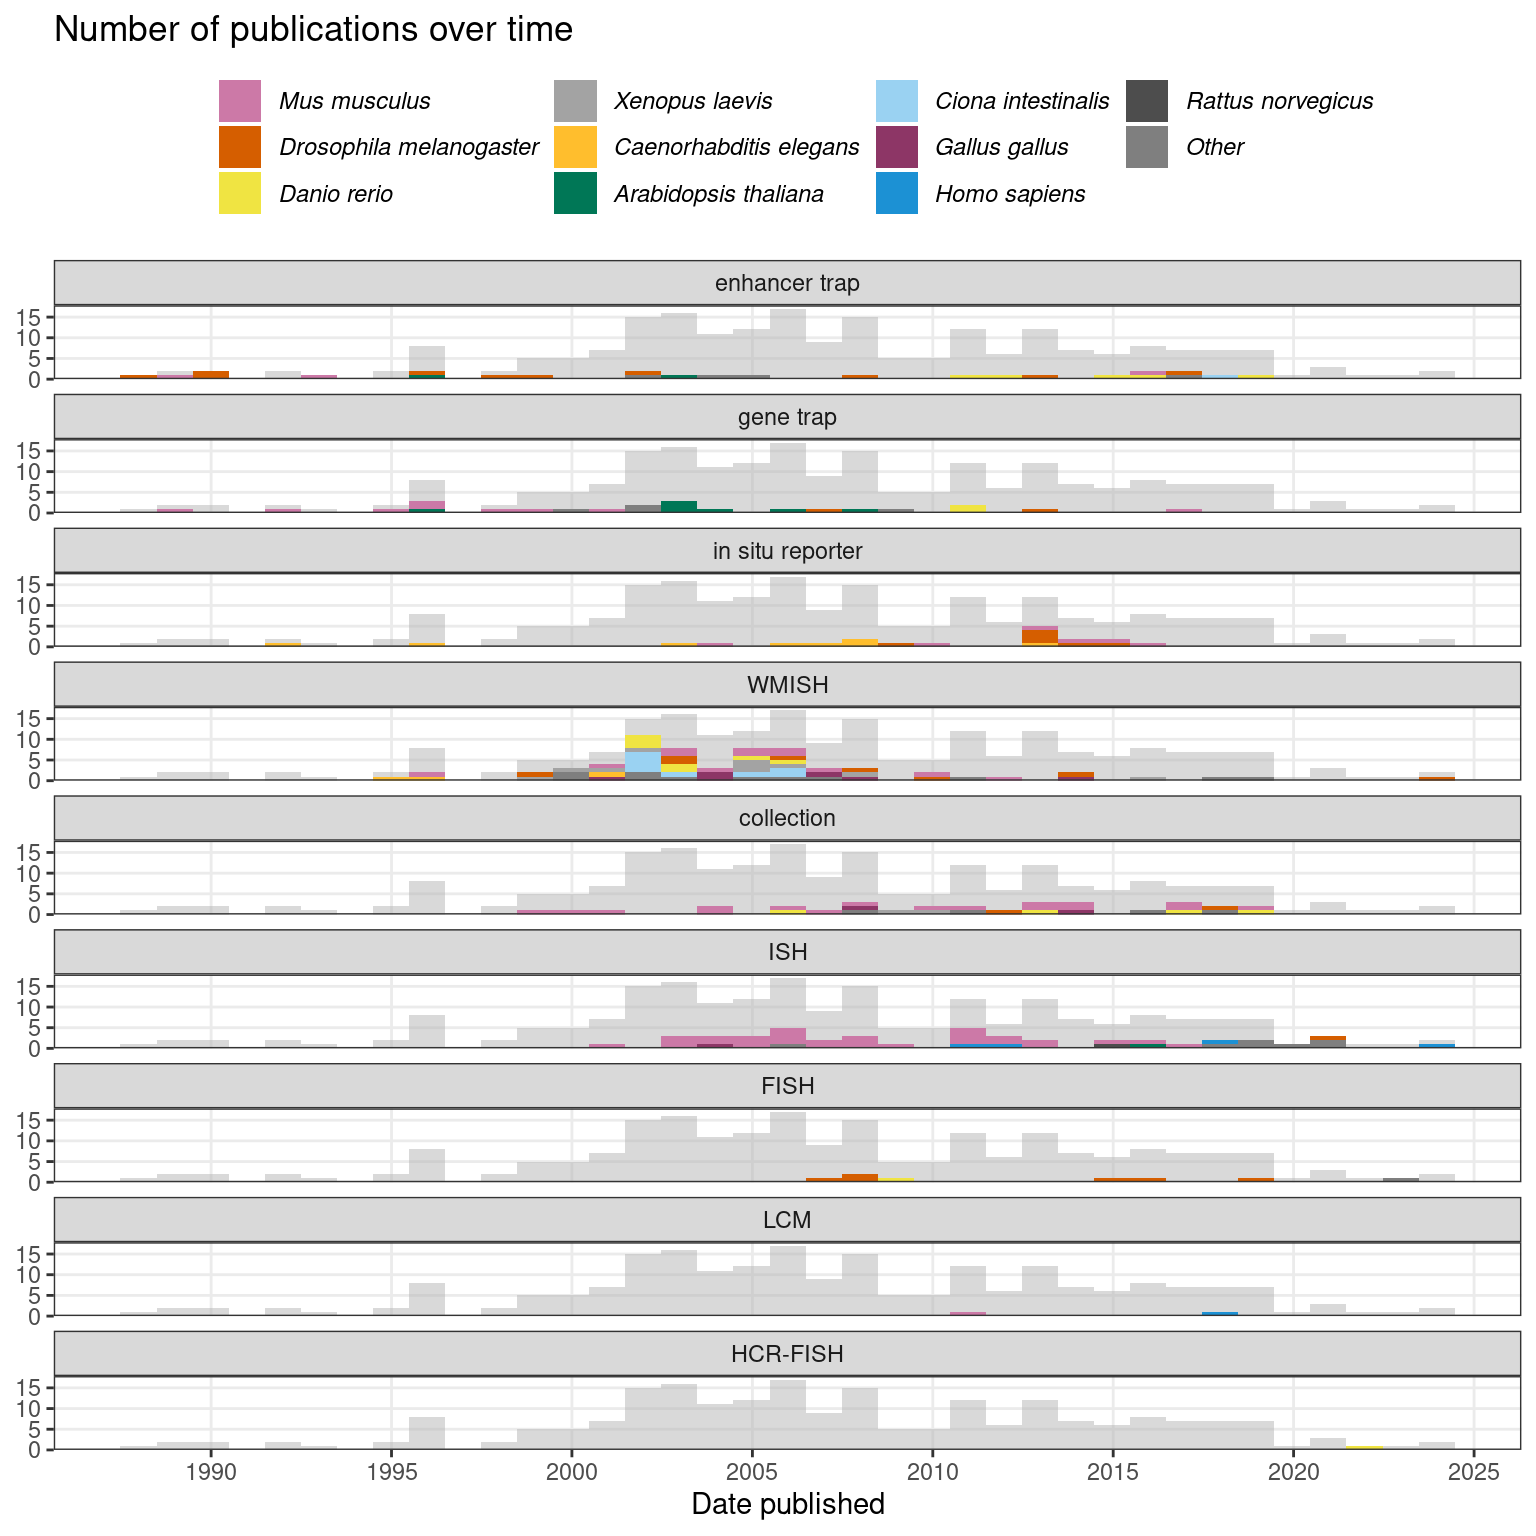 Number of publications over time
Mus musculus Xenopus laevis Ciona intestinalis Rattus norvegicus
Drosophila melanogaster Caenorhabditis elegans Gallus gallus Other
Danio rerio Arabidopsis thaliana Homo sapiens
enhancer trap
15
10
5
0
gene trap
15
10
5
0
in situ reporter
15
10
5
0
WMISH
15
10
5
0
collection
15
10
5
0
ISH
15
10
5
0
FISH
15
10
5
0
LCM
15
10
5
0
HCR-FISH
15
10
5
0
1990 1995 2000 2005 2010 2015 2020 2025
Date published